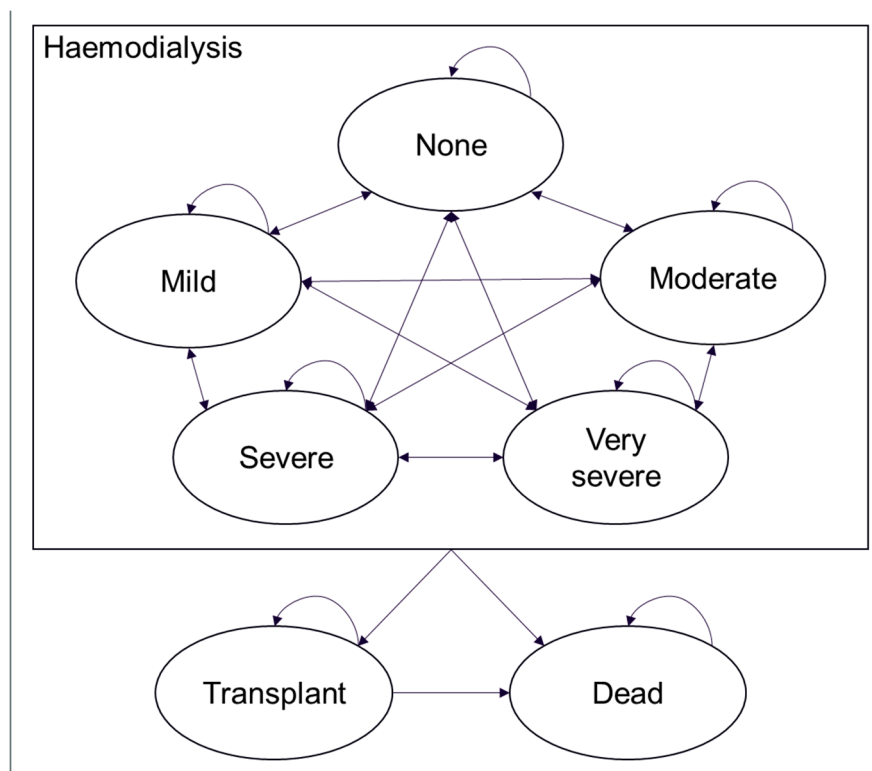 Haemodialysis
None
Mild
Moderate
Severe
Very
severe
Transplant
Dead